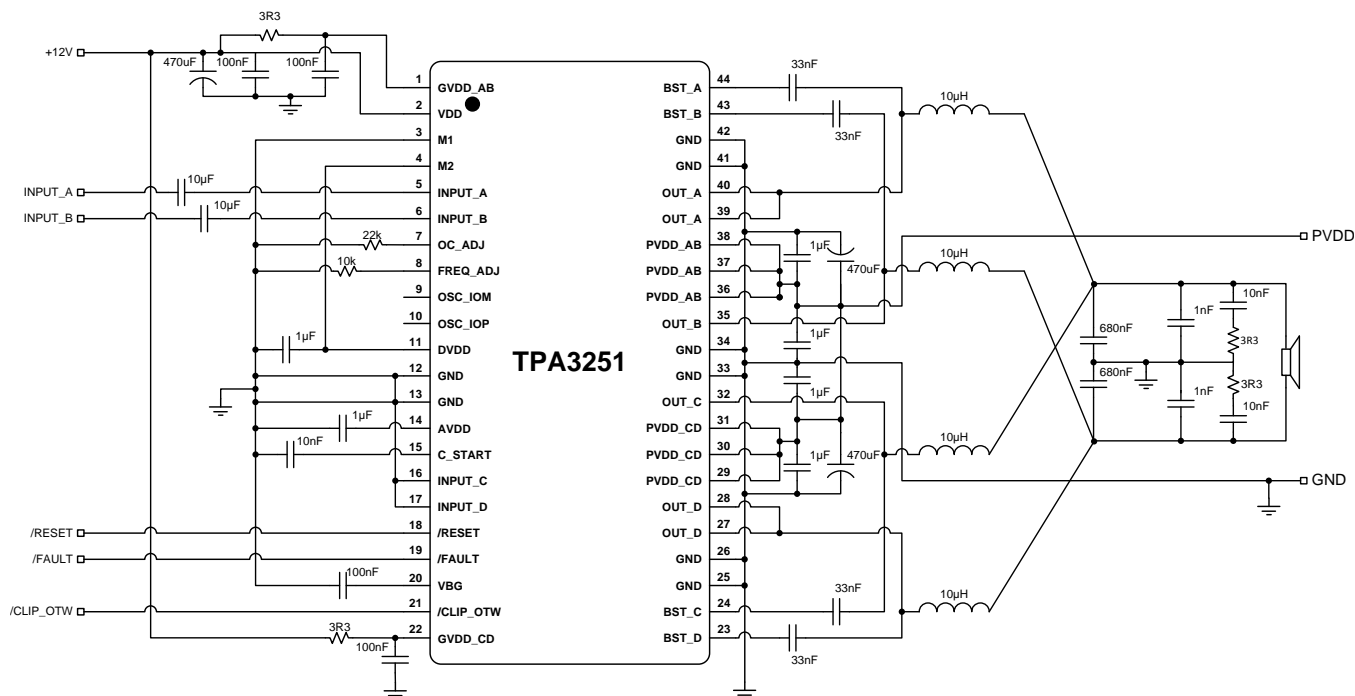 3R3
+12V
470uF
100nF
100nF
33nF
1 GVDD_AB
BST_A 44
10µH
2 VDD
BST_B 43
33nF
3 M1
GND 42
4 M2
GND 41
INPUT_A
10µF
5 INPUT_A
OUT_A 40
INPUT_B
10µF
6 INPUT_B
OUT_A 39
22k
7 OC_ADJ
PVDD_AB 38
1µF
470uF
PVDD
10k
8 FREQ_ADJ
PVDD_AB 37
10µH
9 OSC_IOM
PVDD_AB 36
10nF
10 OSC_IOP
OUT_B 35
1nF
1µF
11 DVDD
TPA3251
GND 34
1µF
680nF
3R3
12 GND
GND 33
680nF
3R3
13 GND
OUT_C 32
1µF
1nF
10nF
1µF
14 AVDD
PVDD_CD 31
10nF
15 C_START
PVDD_CD 30
1µF
470uF
10µH
16 INPUT_C
PVDD_CD 29
GND
17 INPUT_D
OUT_D 28
/RESET
18 /RESET
OUT_D 27
/FAULT
19 /FAULT
GND 26
100nF
20 VBG
GND 25
33nF
10µH
/CLIP_OTW
21 /CLIP_OTW
BST_C 24
3R3
100nF
22 GVDD_CD
BST_D 23
33nF